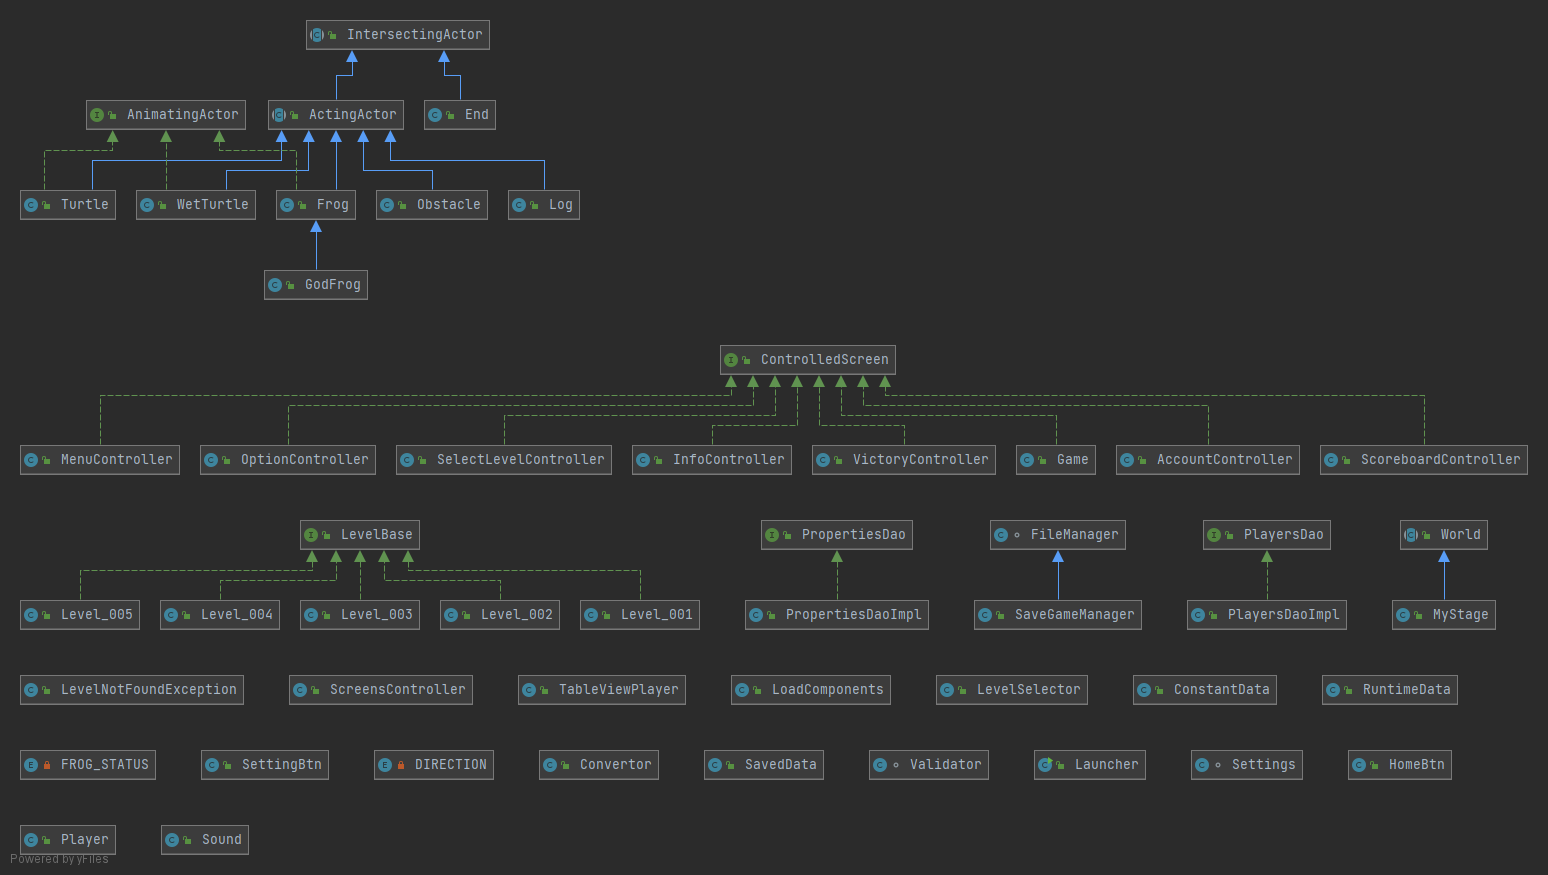 IntersectingActor
AnimatingActor
ActingActor
End
Turtle
WetTurtle
Frog
Obstacle
Log
GodFrog
ControlledScreen
MenuController
OptionController
SelectLevelController
InfoController
VictoryController
Game
AccountController
ScoreboardController
LevelBase
PropertiesDao
FileManager
PlayersDao
World
Level_005
Level_004
Level_003
Level_002
Level_001
PropertiesDaoImpl
SaveGameManager
PlayersDaoImpl
MyStage
LevelNotFoundException
ScreensController
TableViewPlayer
LoadComponents
LevelSelector
ConstantData
RuntimeData
FROG_STATUS
SettingBtn
DIRECTION
Convertor
SavedData
Validator
Launcher
Settings
HomeBtn
Player
Sound
Powered by yFiles